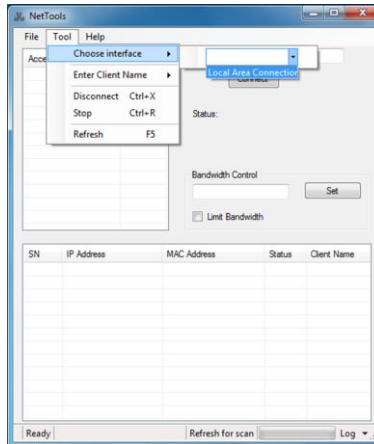 NetTools
File Tool Help
Choose interface
Local Area Connection
Enter Client Name
Disconnect Ctrl+X
Stop Ctrl+R
Status:
Refresh F5
Bandwidth Control
Set
Limit Bandwidth
SN IP Address MAC Address Status Client Name
Ready Refresh for scan Log